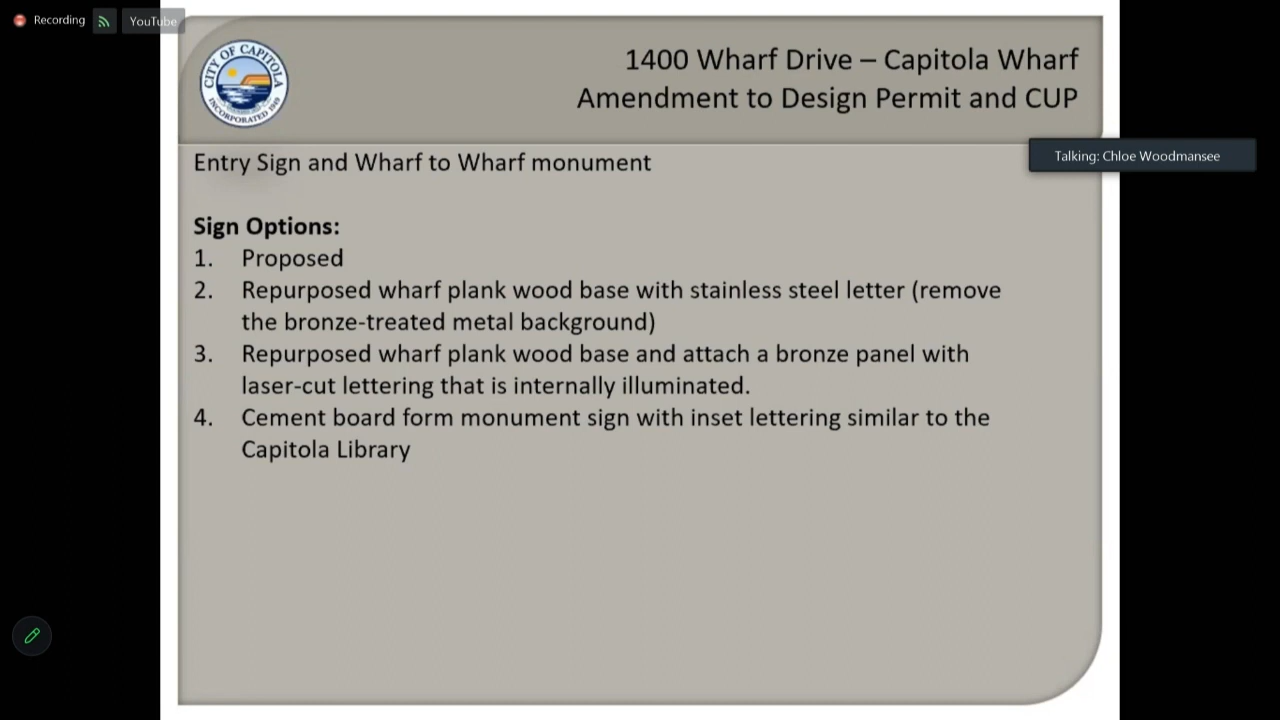 Recording
YouTube
CITY OF CAPITOLA
INCORPORATED 1949
1400 Wharf Drive – Capitola Wharf
Amendment to Design Permit and CUP
Talking: Chloe Woodmansee
Entry Sign and Wharf to Wharf monument
Sign Options:
1. Proposed
2. Repurposed wharf plank wood base with stainless steel letter (remove
the bronze-treated metal background)
3. Repurposed wharf plank wood base and attach a bronze panel with
laser-cut lettering that is internally illuminated.
4. Cement board form monument sign with inset lettering similar to the
Capitola Library